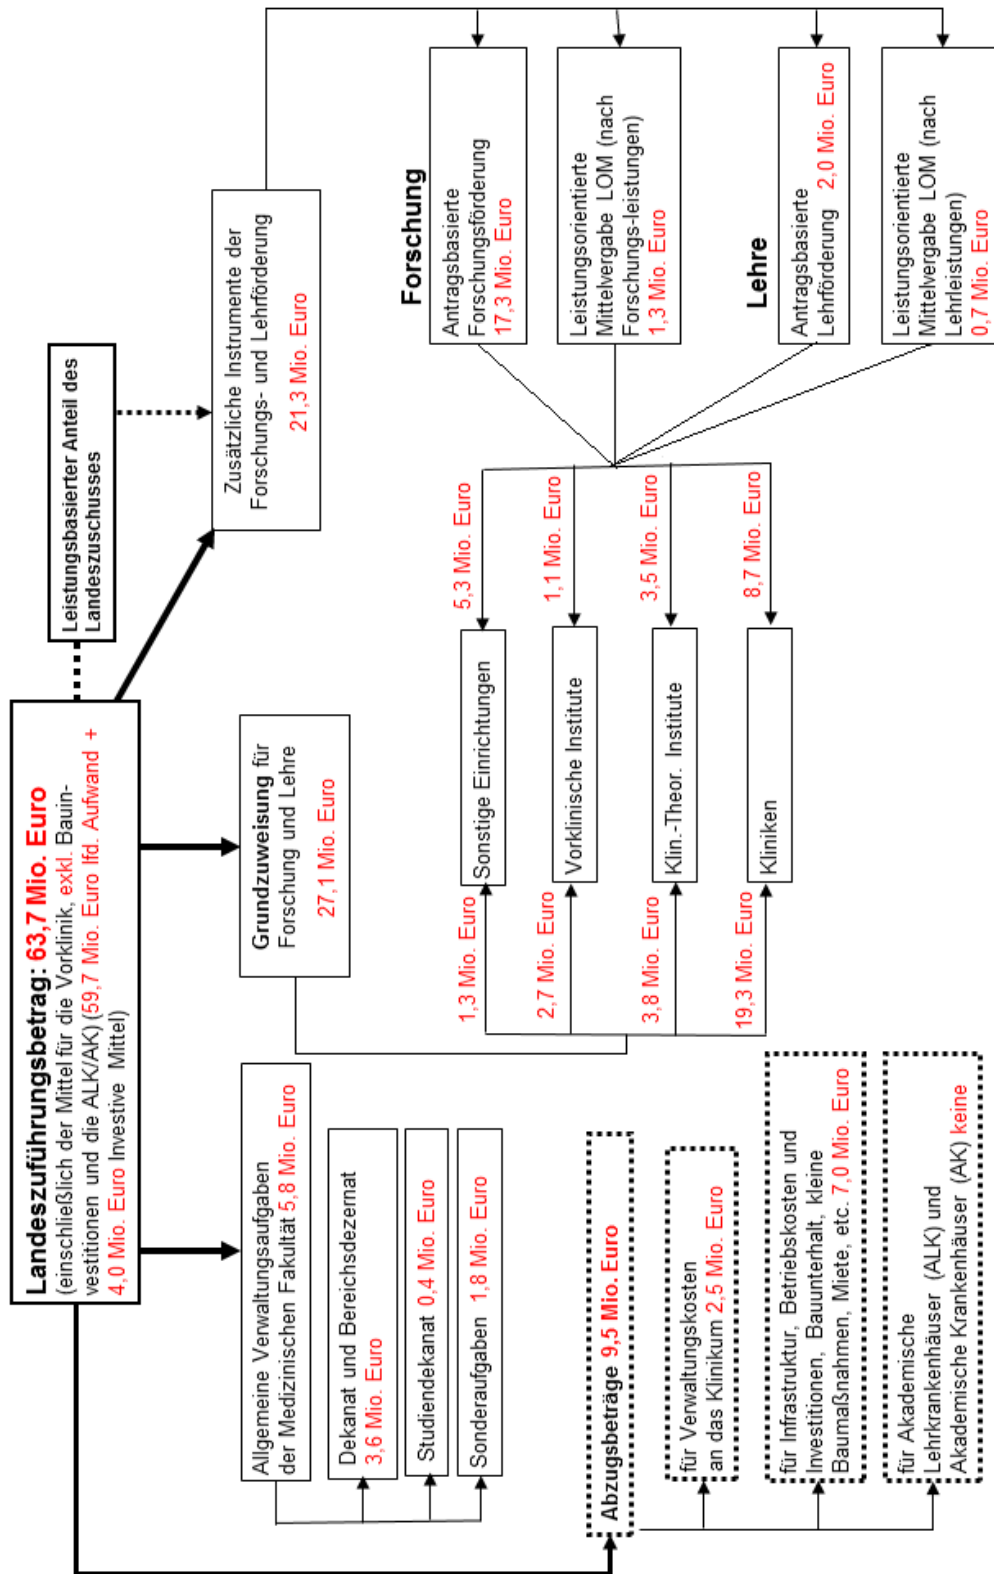 Landeszuführungsbetrag: 63,7 Mio. Euro
(einschließlich der Mittel für die Vorklinik, exkl. Bauin-
vestitionen und die ALK/AK) (59,7 Mio. Euro lfd. Aufwand +
4,0 Mio. Euro Investive Mittel)
Leistungsbasierter Anteil des
Landeszuschusses
Allgemeine Verwaltungsaufgaben
der Medizinischen Fakultät 5,8 Mio. Euro
Dekanat und Bereichsdezernat
3,6 Mio. Euro
Studiendekanat 0,4 Mio. Euro
Sonderaufgaben 1,8 Mio. Euro
Grundzuweisung für
Forschung und Lehre
27,1 Mio. Euro
Zusätzliche Instrumente der
Forschungs- und Lehrförderung
21,3 Mio. Euro
Abzugsbeträge 9,5 Mio. Euro
für Verwaltungskosten
an das Klinikum 2,5 Mio. Euro
für Infrastruktur, Betriebskosten und
Investitionen, Bauunterhalt, kleine
Baumaßnahmen, Miete, etc. 7,0 Mio. Euro
für Akademische
Lehrkrankenhäuser (ALK) und
Akademische Krankenhäuser (AK) keine
1,3 Mio. Euro
Sonstige Einrichtungen
5,3 Mio. Euro
2,7 Mio. Euro
Vorklinische Institute
1,1 Mio. Euro
3,8 Mio. Euro
Klin.-Theor. Institute
3,5 Mio. Euro
19,3 Mio. Euro
Kliniken
8,7 Mio. Euro
Forschung
Antragsbasierte
Forschungsförderung
17,3 Mio. Euro
Leistungsorientierte
Mittelvergabe LOM (nach
Forschungs-leistungen)
1,3 Mio. Euro
Lehre
Antragsbasierte
Lehrförderung 2,0 Mio. Euro
Leistungsorientierte
Mittelvergabe LOM (nach
Lehrleistungen)
0,7 Mio. Euro